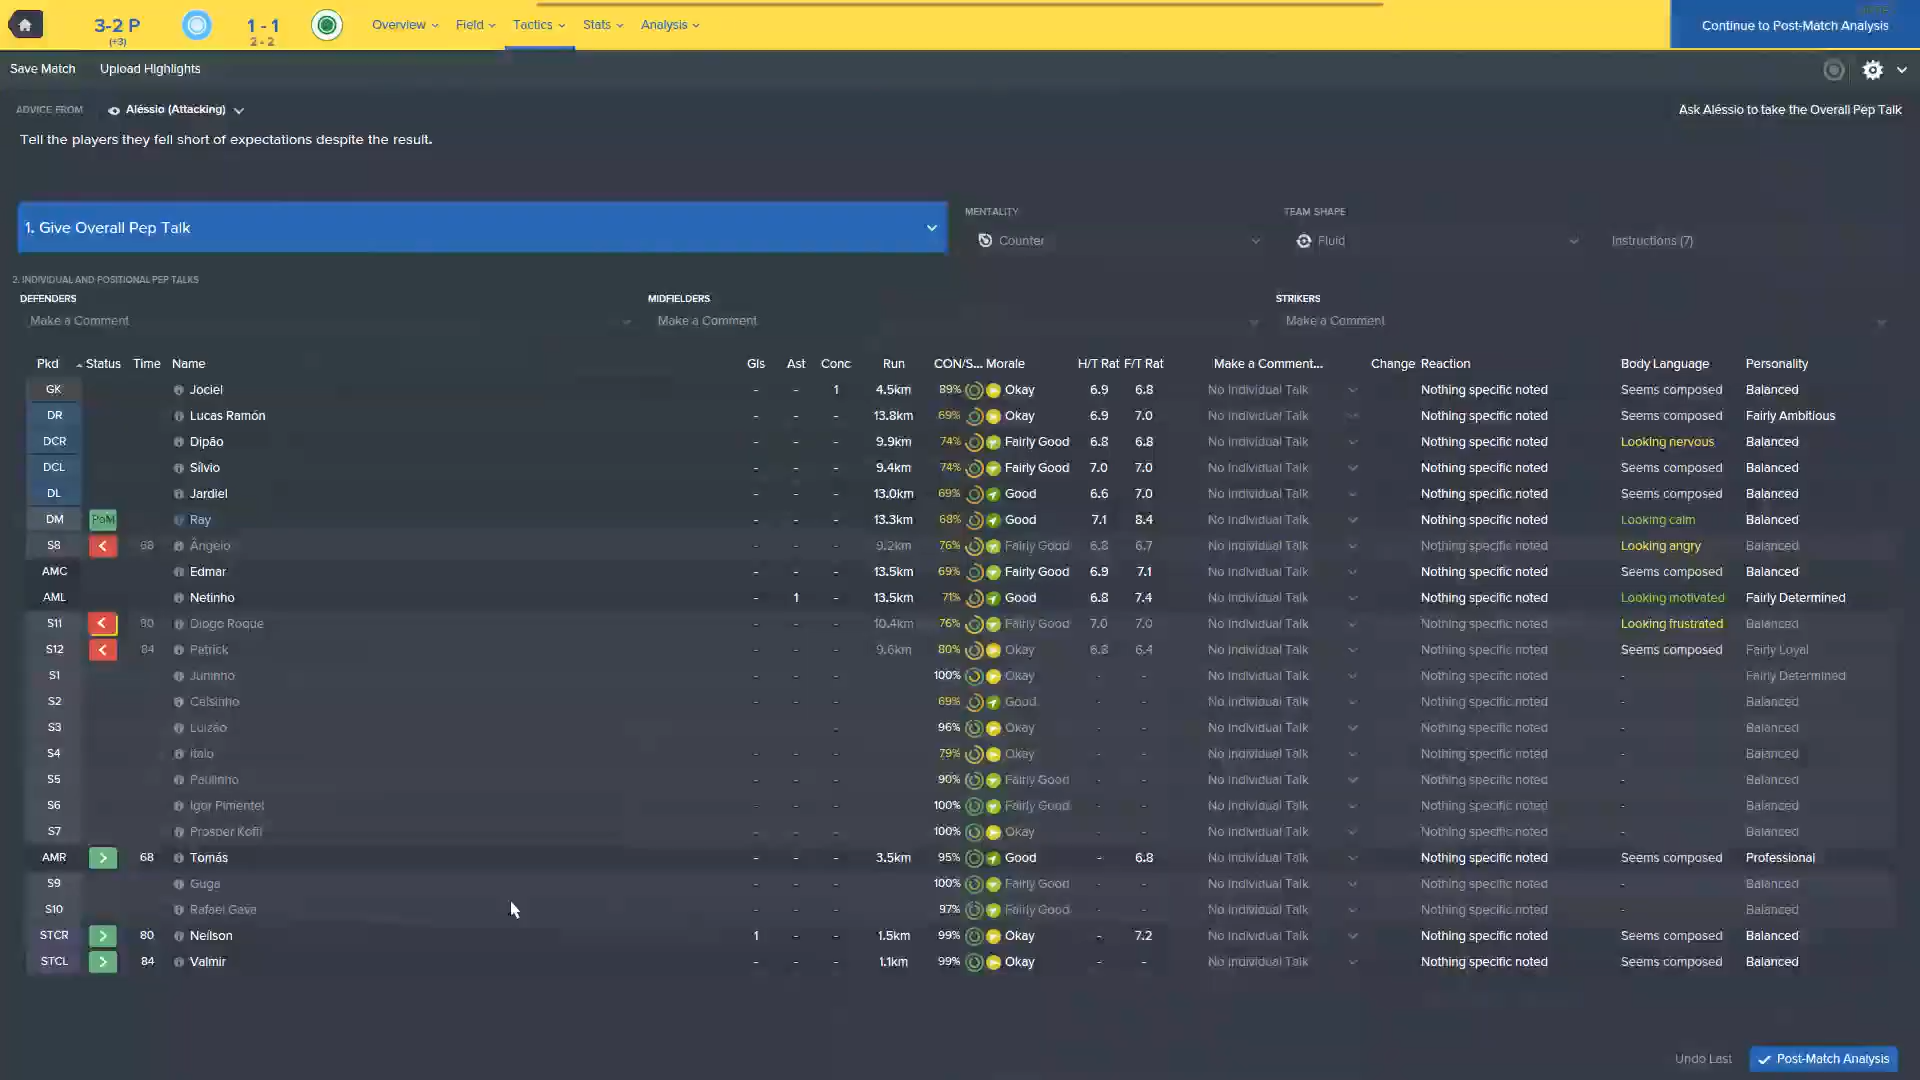 3-2 P
(+3)
1 - 1
2 - 2
Overview
Field
Tactics
Stats
Analysis
Continue to Post-Match Analysis
Save Match
Upload Highlights
ADVICE FROM
Aléssio (Attacking)
Ask Aléssio to take the Overall Pep Talk
Tell the players they fell short of expectations despite the result.
1. Give Overall Pep Talk
MENTALITY
Counter
TEAM SHAPE
Fluid
Instructions (7)
2. INDIVIDUAL AND POSITIONAL PEP TALKS
DEFENDERS
Make a Comment
MIDFIELDERS
Make a Comment
STRIKERS
Make a Comment
Pkd Status Time Name Gls Ast Conc Run CON/S... Morale H/T Rat F/T Rat Make a Comment... Change Reaction Body Language Personality
GK Jociel - - 1 4.5km 89% Okay 6.9 6.8 No Individual Talk Nothing specific noted Seems composed Balanced
DR Lucas Ramón - - - 13.8km 69% Okay 6.9 7.0 No Individual Talk Nothing specific noted Seems composed Fairly Ambitious
DCR Dipão - - - 9.9km 74% Fairly Good 6.8 6.8 No Individual Talk Nothing specific noted Looking nervous Balanced
DCL Sílvio - - - 9.4km 74% Fairly Good 7.0 7.0 No Individual Talk Nothing specific noted Seems composed Balanced
DL Jardiel - - - 13.0km 69% Good 6.6 7.0 No Individual Talk Nothing specific noted Seems composed Balanced
DM PoM Ray - - - 13.3km 68% Good 7.1 8.4 No Individual Talk Nothing specific noted Looking calm Balanced
S8 68 Ângelo - - - 9.2km 76% Fairly Good 6.8 6.7 No Individual Talk Nothing specific noted Looking angry Balanced
AMC Edmar - - - 13.5km 69% Fairly Good 6.9 7.1 No Individual Talk Nothing specific noted Seems composed Balanced
AML Netinho - 1 - 13.5km 71% Good 6.8 7.4 No Individual Talk Nothing specific noted Looking motivated Fairly Determined
S11 80 Diogo Roque - - - 10.4km 76% Fairly Good 7.0 7.0 No Individual Talk Nothing specific noted Looking frustrated Balanced
S12 84 Patrick - - - 9.6km 80% Okay 6.8 6.4 No Individual Talk Nothing specific noted Seems composed Fairly Loyal
S1 Juninho - - - 100% Okay - - No Individual Talk Nothing specific noted - Fairly Determined
S2 Celsinho - - - 69% Good - - No Individual Talk Nothing specific noted - Balanced
S3 Luizão - - - 96% Okay - - No Individual Talk Nothing specific noted - Balanced
S4 Italo - - - 79% Okay - - No Individual Talk Nothing specific noted - Balanced
S5 Paulinho - - - 90% Fairly Good - - No Individual Talk Nothing specific noted - Balanced
S6 Igor Pimentel - - - 100% Fairly Good - - No Individual Talk Nothing specific noted - Balanced
S7 Prosper Koffi - - - 100% Okay - - No Individual Talk Nothing specific noted - Balanced
AMR 68 Tomás - - - 3.5km 95% Good - 6.8 No Individual Talk Nothing specific noted Seems composed Professional
S9 Guga - - - 100% Fairly Good - - No Individual Talk Nothing specific noted - Balanced
S10 Rafael Gava - - - 97% Fairly Good - - No Individual Talk Nothing specific noted - Balanced
STCR 80 Neílson 1 - - 1.5km 99% Okay - 7.2 No Individual Talk Nothing specific noted Seems composed Balanced
STCL 84 Valmir - - - 1.1km 99% Okay - - No Individual Talk Nothing specific noted Seems composed Balanced
Undo Last
Post-Match Analysis